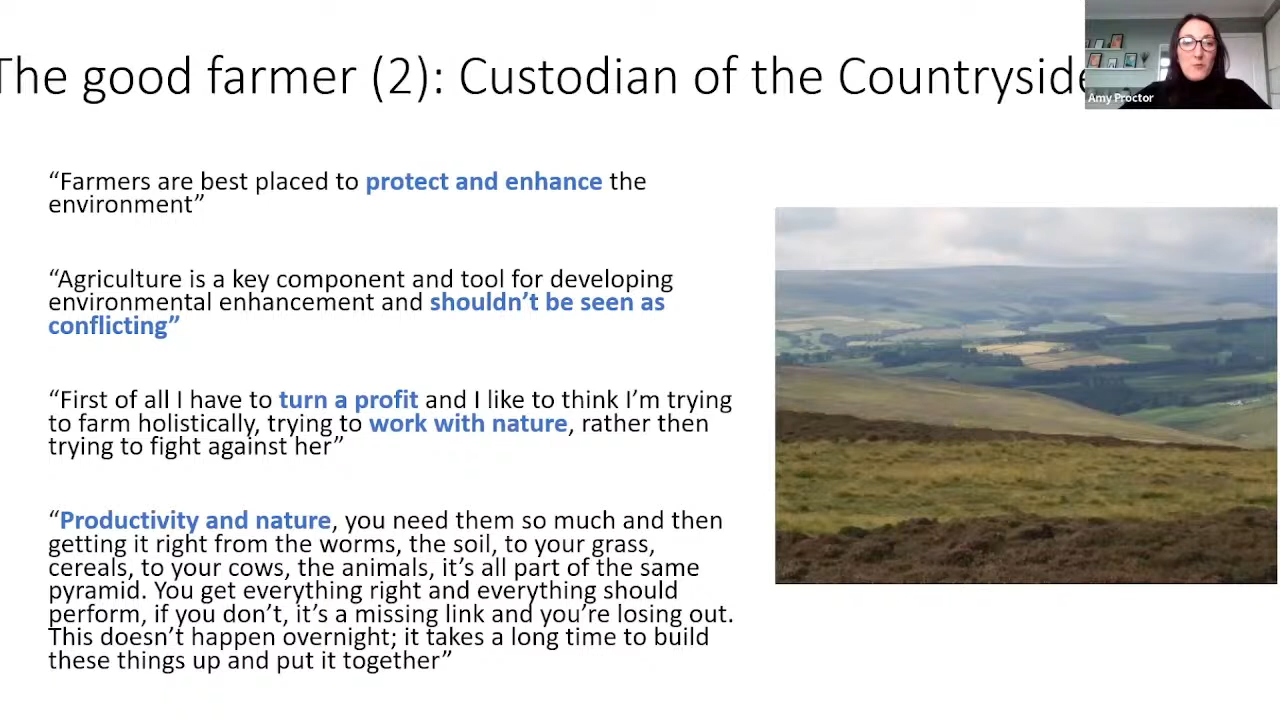 The good farmer (2): Custodian of the Countryside
Amy Proctor
“Farmers are best placed to protect and enhance the
environment”
“Agriculture is a key component and tool for developing
environmental enhancement and shouldn’t be seen as
conflicting”
“First of all I have to turn a profit and I like to think I’m trying
to farm holistically, trying to work with nature, rather then
trying to fight against her”
“Productivity and nature, you need them so much and then
getting it right from the worms, the soil, to your grass,
cereals, to your cows, the animals, it’s all part of the same
pyramid. You get everything right and everything should
perform, if you don’t, it’s a missing link and you’re losing out.
This doesn’t happen overnight; it takes a long time to build
these things up and put it together”